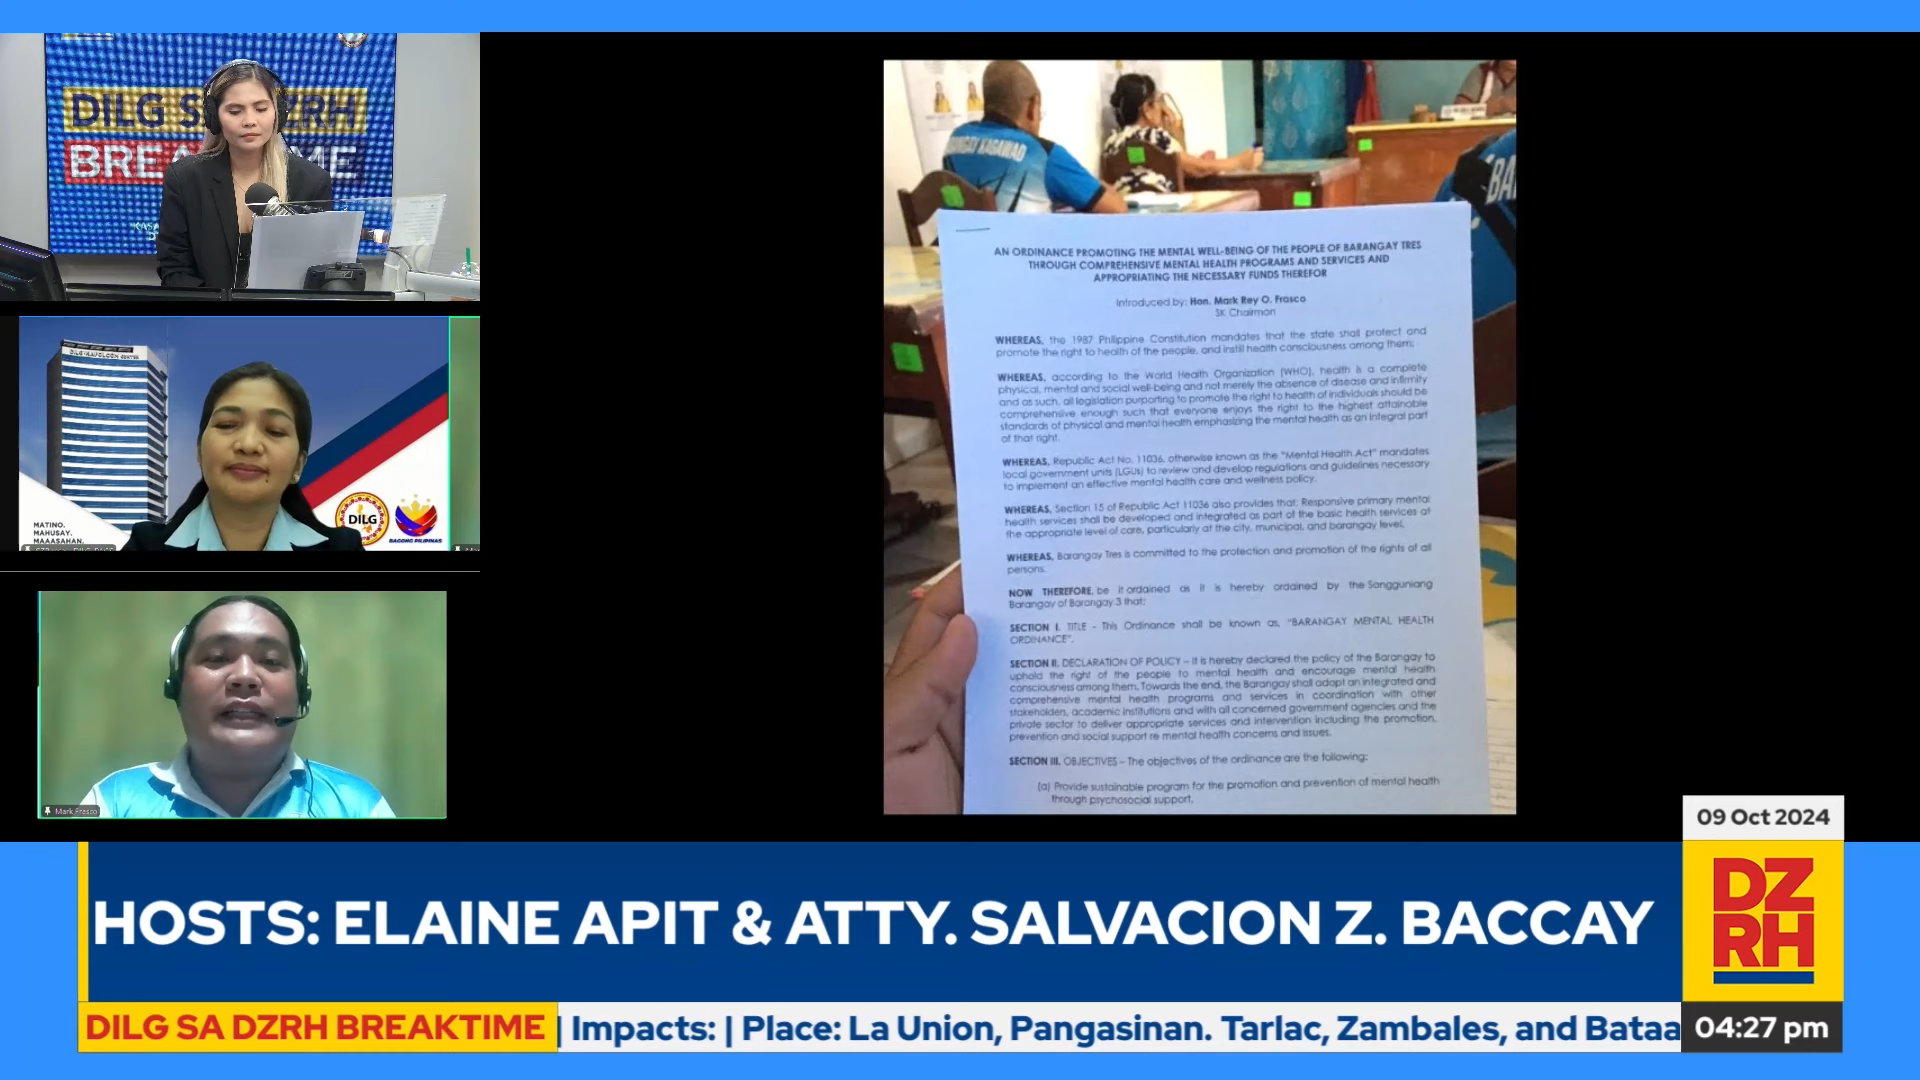 DILG SA DZRH
BREAKTIME
DILG-NAPOLCOM CENTER
MATINO.
MAHUSAY.
MAAASAHAN.
DILG
BAGONG PILIPINAS
Mark Frasco
BARANGAY KAGAWAD
BA
AN ORDINANCE PROMOTING THE MENTAL WELL-BEING OF THE PEOPLE OF BARANGAY TRES
THROUGH COMPREHENSIVE MENTAL HEALTH PROGRAMS AND SERVICES AND
APPROPRIATING THE NECESSARY FUNDS THEREFOR
Introduced by: Hon. Mark Rey O. Frasco
SK Chairman
WHEREAS, the 1987 Philippine Constitution mandates that the state shall protect and
promote the right to health of the people, and instill health consciousness among them;
WHEREAS, according to the World Health Organization (WHO), health is a complete
physical, mental and social well-being and not merely the absence of disease and infirmity
and as such, all legislation purporting to promote the right to health of individuals should be
comprehensive enough such that everyone enjoys the right to the highest attainable
standards of physical and mental health emphasizing the mental health as an integral part
of that right.
WHEREAS, Republic Act No. 11036, otherwise known as the "Mental Health Act" mandates
local government units (LGUs) to review and develop regulations and guidelines necessary
to implement an effective mental health care and wellness policy.
WHEREAS, Section 15 of Republic Act 11036 also provides that: Responsive primary mental
health services shall be developed and integrated as part of the basic health services at
the appropriate level of care, particularly at the city, municipal, and barangay level.
WHEREAS, Barangay Tres is committed to the protection and promotion of the rights of all
persons.
NOW THEREFORE, be it ordained as it is hereby ordained by the Sangguniang
Barangay of Barangay 3 that:
SECTION I. TITLE – This Ordinance shall be known as, "BARANGAY MENTAL HEALTH
ORDINANCE".
SECTION II. DECLARATION OF POLICY – It is hereby declared the policy of the Barangay to
uphold the right of the people to mental health and encourage mental health
consciousness among them. Towards the end, the Barangay shall adopt an integrated and
comprehensive mental health programs and services in coordination with other
stakeholders, academic institutions and with all concerned government agencies and the
private sector to deliver appropriate services and intervention including the promotion,
prevention and social support re mental health concerns and issues.
SECTION III. OBJECTIVES – The objectives of the ordinance are the following:
(a) Provide sustainable program for the promotion and prevention of mental health
through psychosocial support.
09 Oct 2024
DZ
RH
HOSTS: ELAINE APIT & ATTY. SALVACION Z. BACCAY
DILG SA DZRH BREAKTIME | Impacts: | Place: La Union, Pangasinan. Tarlac, Zambales, and Bataa
04:27 pm